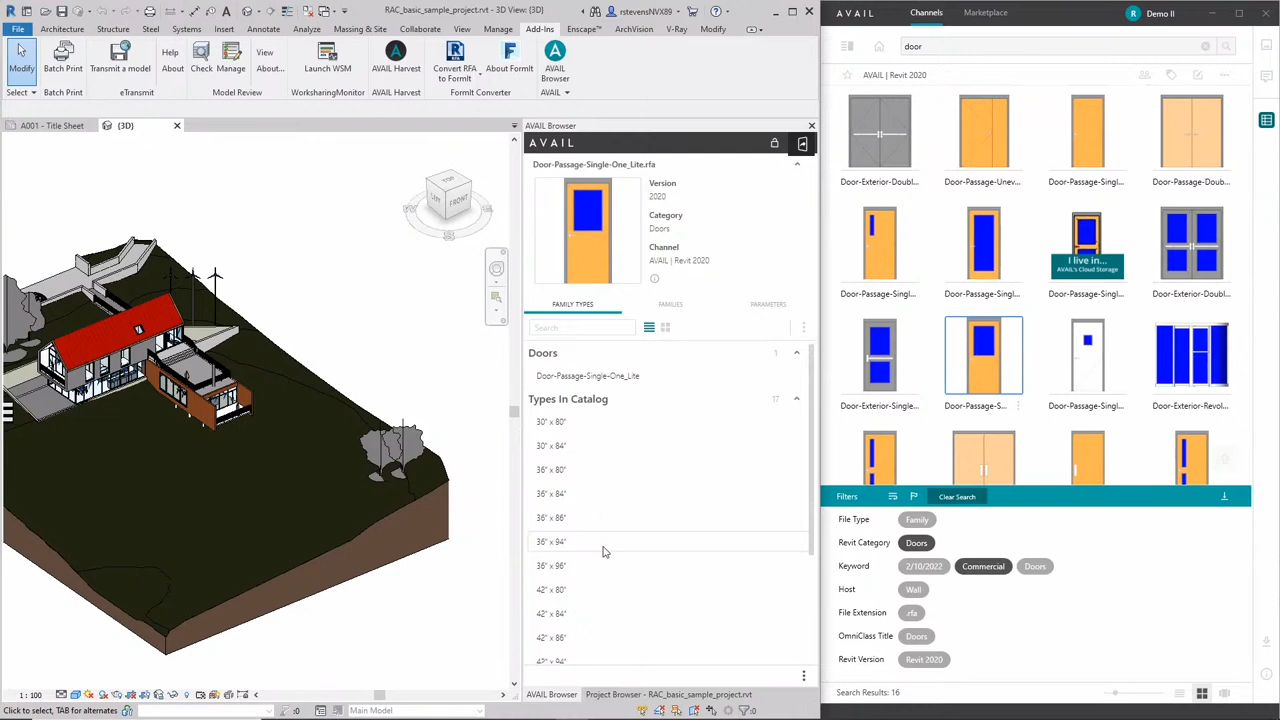 RAC_basic_sample_project.rvt - 3D View: {3D}
rstevensNVX89
File
Architecture
Structure
Steel
Systems
Annotate
Analyze
Massing & Site
Collaborate
View
Manage
Add-Ins
Enscape™
ArchVision
V-Ray
Modify
Modify
Batch Print
Transmit a model
Help
About
Check
Manage
View
About...
Launch WSM
AVAIL Harvest
Convert RFA to FormIt
About FormIt
AVAIL Browser
Select
Batch Print
eTransmit
Model Review
WorksharingMonitor
AVAIL Harvest
FormIt Converter
AVAIL
A001 - Title Sheet
{3D}
TOP
LEFT
FRONT
AVAIL Browser
AVAIL
Door-Passage-Single-One_Lite.rfa
Version
2020
Category
Doors
Channel
AVAIL | Revit 2020
FAMILY TYPES
FAMILIES
PARAMETERS
Search
Doors
1
Door-Passage-Single-One_Lite
Types In Catalog
17
30" x 80"
30" x 84"
36" x 80"
36" x 84"
36" x 86"
36" x 94"
36" x 96"
42" x 80"
42" x 84"
42" x 86"
42" x 94"
AVAIL Browser
Project Browser - RAC_basic_sample_project.rvt
1 : 100
Click to select, TAB for alternates
:0
Main Model
:0
AVAIL
Channels
Marketplace
R
Demo II
door
AVAIL | Revit 2020
Door-Exterior-Doubl...
Door-Passage-Unev...
Door-Passage-Singl...
Door-Passage-Doub...
I live in...
AVAIL's Cloud Storage
Door-Passage-Singl...
Door-Passage-Singl...
Door-Passage-Singl...
Door-Exterior-Doubl...
Door-Exterior-Single...
Door-Passage-S...
Door-Passage-Singl...
Door-Exterior-Revol...
Filters
Clear Search
File Type
Family
Revit Category
Doors
Keyword
2/10/2022
Commercial
Doors
Host
Wall
File Extension
.rfa
OmniClass Title
Doors
Revit Version
Revit 2020
Search Results: 16